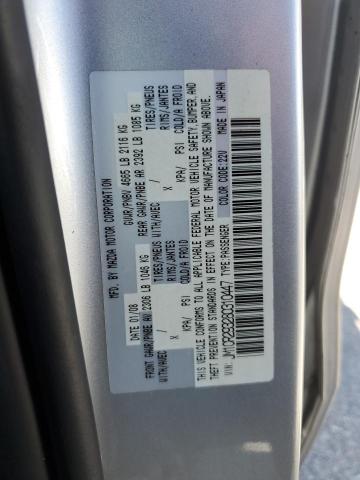 MFD. BY MAZDA MOTOR CORPORATION
DATE 01/08 GVWR/PNBV 4665 LB 2116 KG
FRONT GAWR/PNBE AV 2306 LB 1046 KG REAR GAWR/PNBE AR 2392 LB 1085 KG
WITH/AVEC / TIRES/PNEUS WITH/AVEC / TIRES/PNEUS
X RIMS/JANTES X RIMS/JANTES
KPA/ PSI COLD/A FROID KPA/ PSI COLD/A FROID
THIS VEHICLE CONFORMS TO ALL APPLICABLE FEDERAL MOTOR VEHICLE SAFETY, BUMPER, AND
THEFT PREVENTION STANDARDS IN EFFECT ON THE DATE OF MANUFACTURE SHOWN ABOVE.
VIN: TYPE: PASSENGER COLOR CODE: 22V MADE IN JAPAN